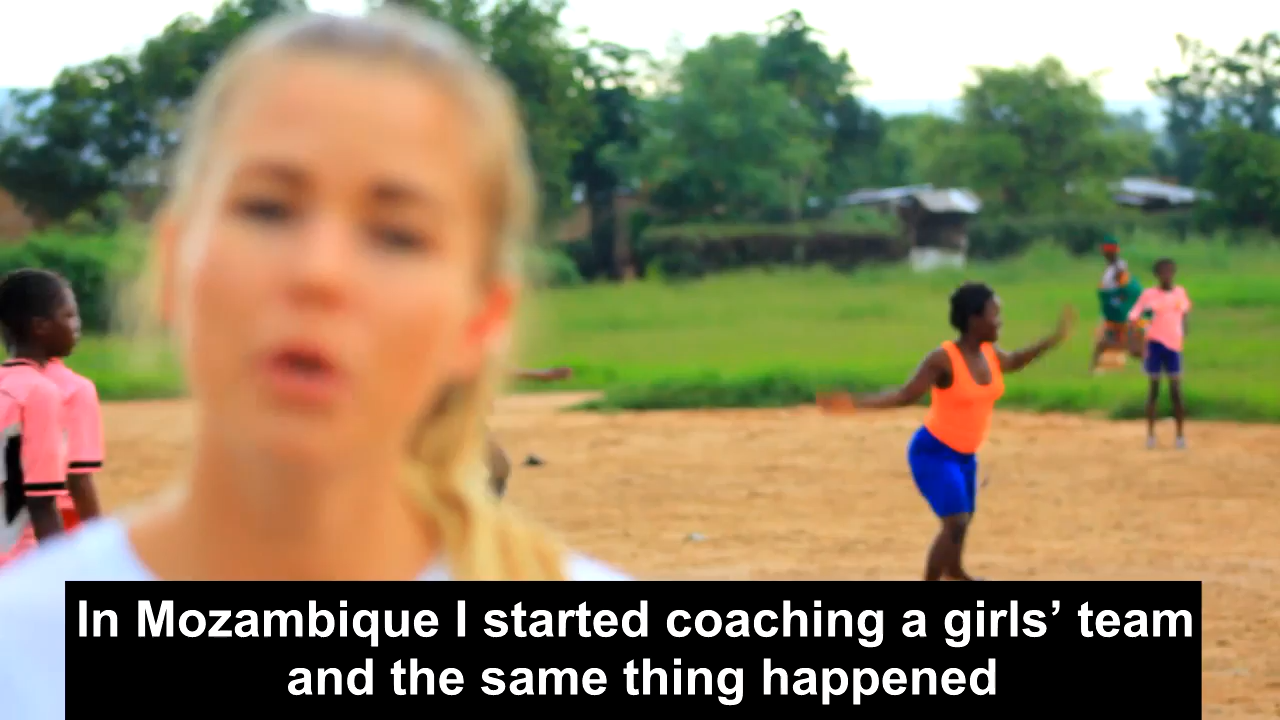 In Mozambique I started coaching a girls’ team
and the same thing happened